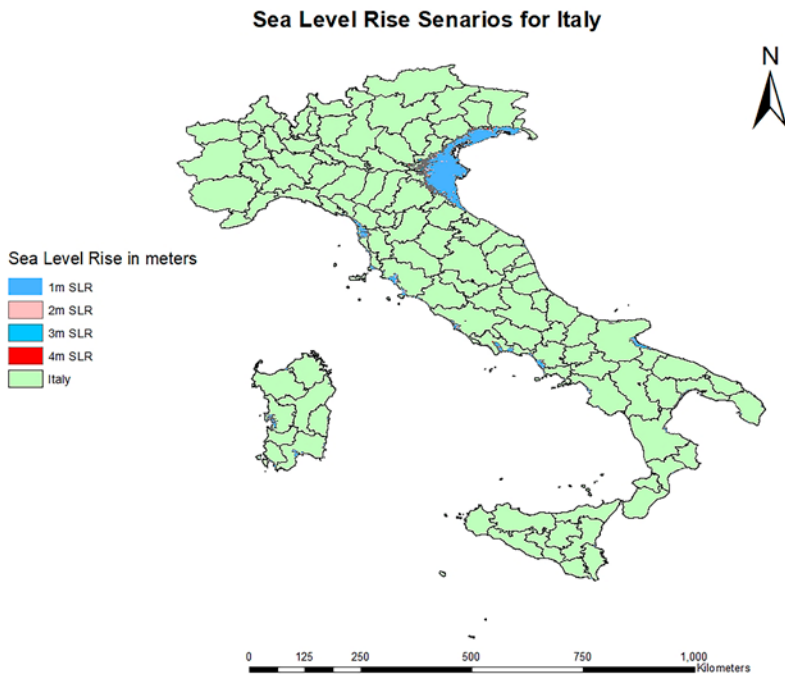 Sea Level Rise Senarios for Italy
N
Sea Level Rise in meters
1m SLR
2m SLR
3m SLR
4m SLR
Italy
0 125 250 500 750 1,000
Kilometers